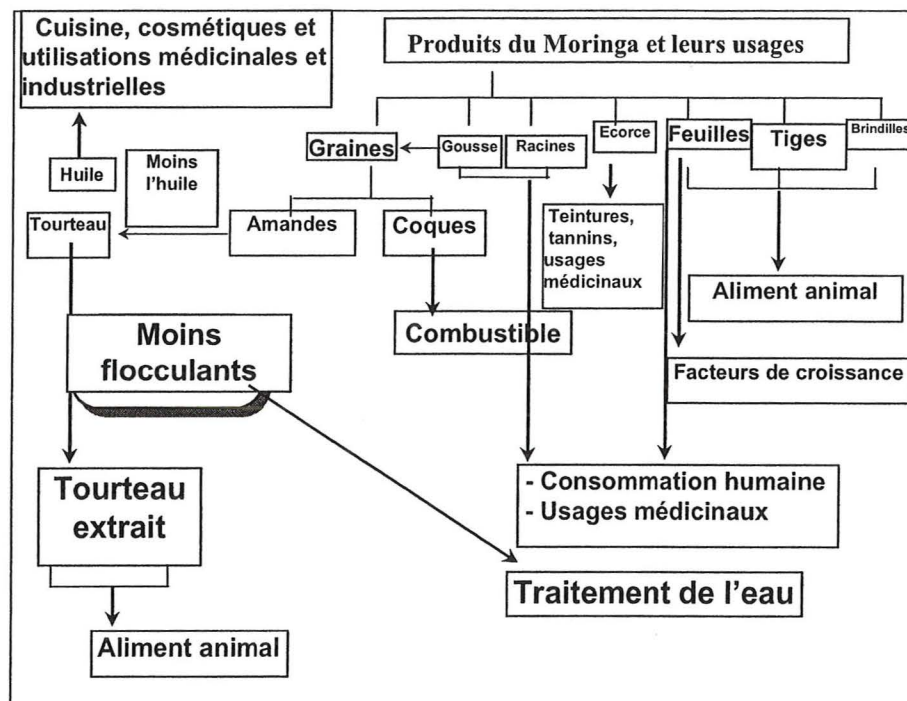 Cuisine, cosmétiques et
utilisations médicinales et
industrielles
Produits du Moringa et leurs usages
Graines
Gousse
Racines
Ecorce
Feuilles
Tiges
Brindilles
Huile
Moins
l'huile
Tourteau
Amandes
Coques
Teintures,
tannins,
usages
médicinaux
Aliment animal
Combustible
Moins
flocculants
Facteurs de croissance
Tourteau
extrait
- Consommation humaine
- Usages médicinaux
Traitement de l'eau
Aliment animal